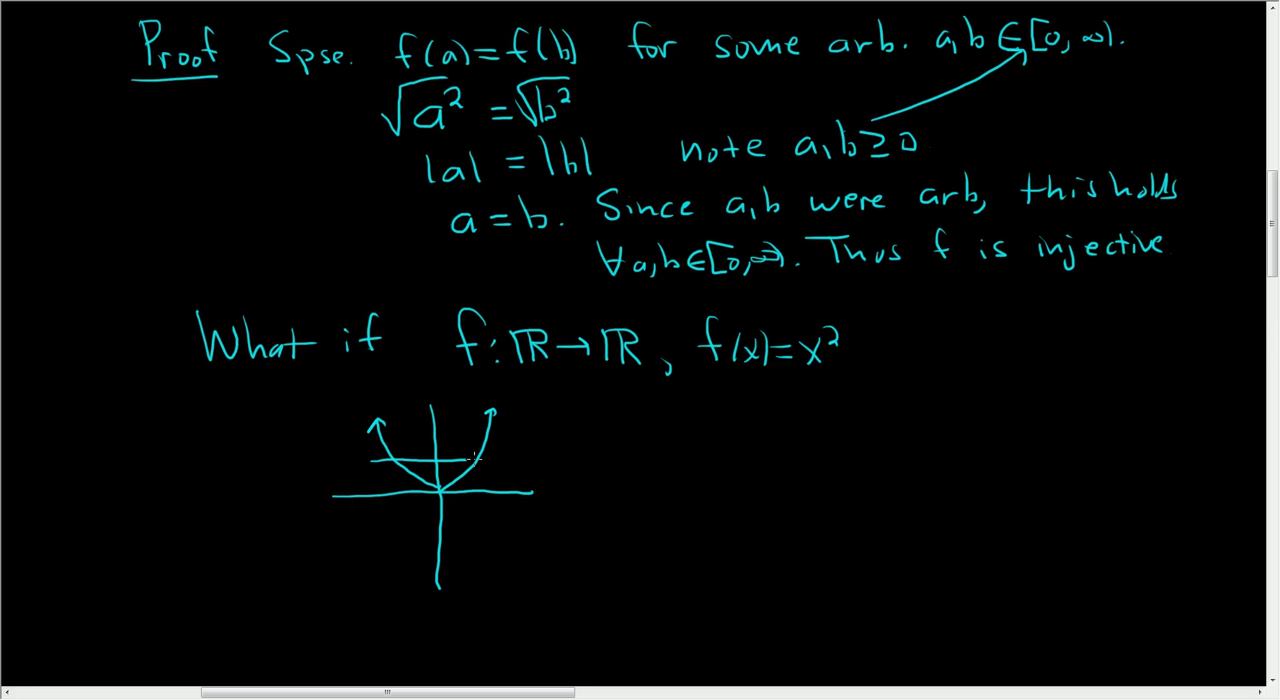 Proof Spse. f(a)=f(b) for some arb. a,b∈[0,∞).
√a² = √b²
|a| = |b| note a,b≥0
a=b. Since a,b were arb, this holds
∀a,b∈[0,∞). Thus f is injective
What if f:ℝ→ℝ, f(x)=x²